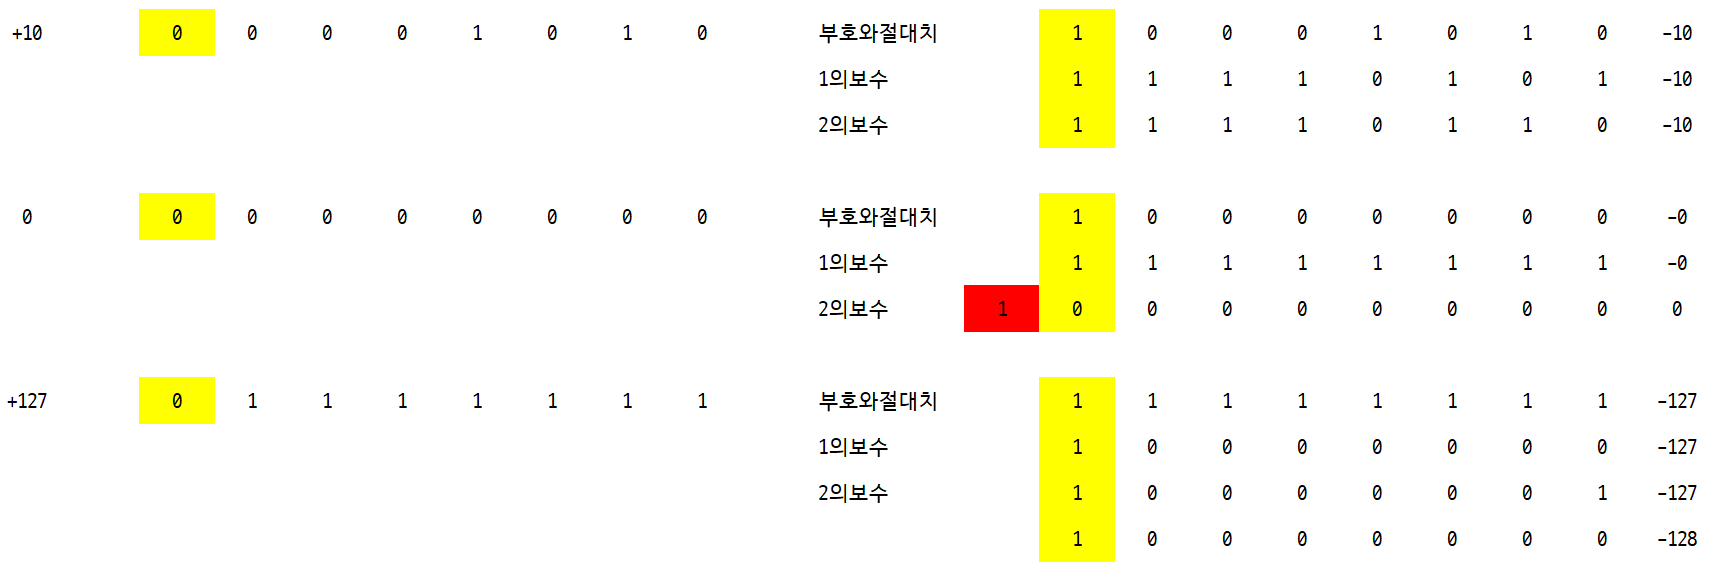 +10 0 0 0 0 1 0 1 0 부호와절대치 1 0 0 0 1 0 1 0 -10
1의보수 1 1 1 1 0 1 0 1 -10
2의보수 1 1 1 1 0 1 1 0 -10
0 0 0 0 0 0 0 0 0 부호와절대치 1 0 0 0 0 0 0 0 -0
1의보수 1 1 1 1 1 1 1 1 -0
2의보수 1 0 0 0 0 0 0 0 0 0
+127 0 1 1 1 1 1 1 1 부호와절대치 1 1 1 1 1 1 1 1 -127
1의보수 1 0 0 0 0 0 0 0 -127
2의보수 1 0 0 0 0 0 0 1 -127
1 0 0 0 0 0 0 0 -128